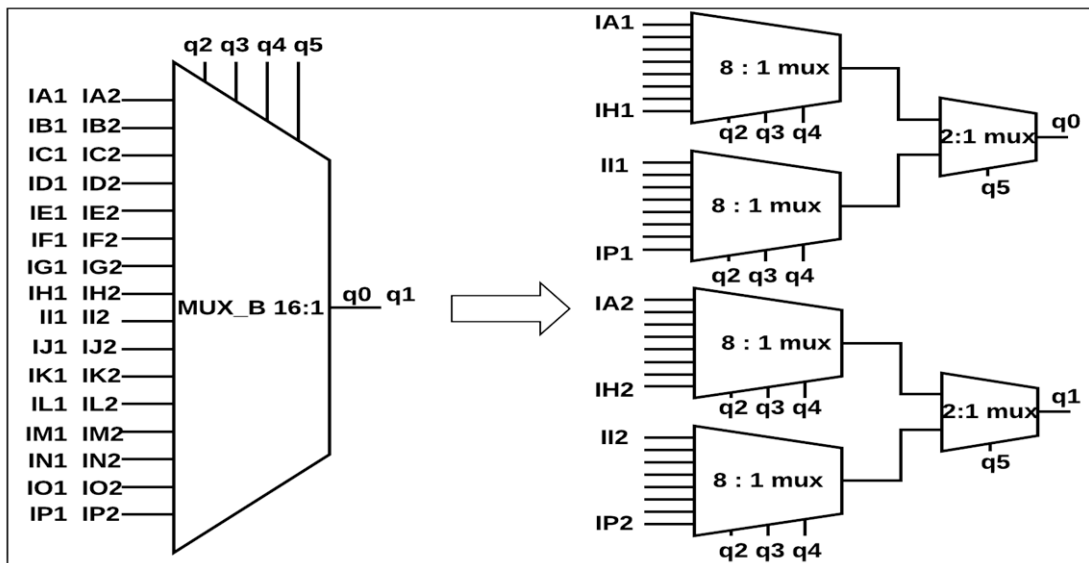 q2 q3 q4 q5
IA1 IA2
IB1 IB2
IC1 IC2
ID1 ID2
IE1 IE2
IF1 IF2
IG1 IG2
IH1 IH2
II1 II2
IJ1 IJ2
IK1 IK2
IL1 IL2
IM1 IM2
IN1 IN2
IO1 IO2
IP1 IP2
MUX_B 16:1
q0 q1
IA1
8 : 1 mux
IH1
q2 q3 q4
II1
8 : 1 mux
IP1
q2 q3 q4
2:1 mux
q0
q5
IA2
8 : 1 mux
IH2
q2 q3 q4
II2
8 : 1 mux
IP2
q2 q3 q4
2:1 mux
q1
q5